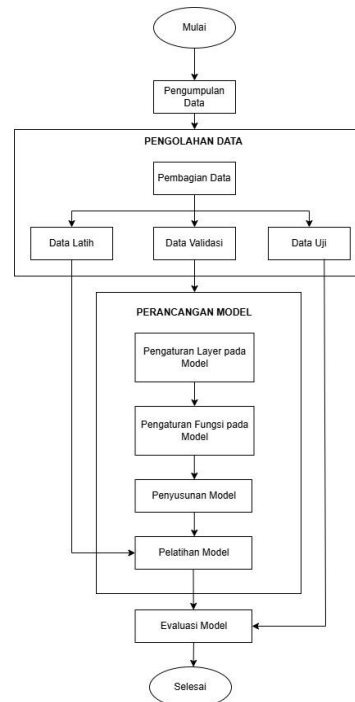 Mulai
Pengumpulan
Data
PENGOLAHAN DATA
Pembagian Data
Data Latih
Data Validasi
Data Uji
PERANCANGAN MODEL
Pengaturan Layer pada
Model
Pengaturan Fungsi pada
Model
Penyusunan Model
Pelatihan Model
Evaluasi Model
Selesai